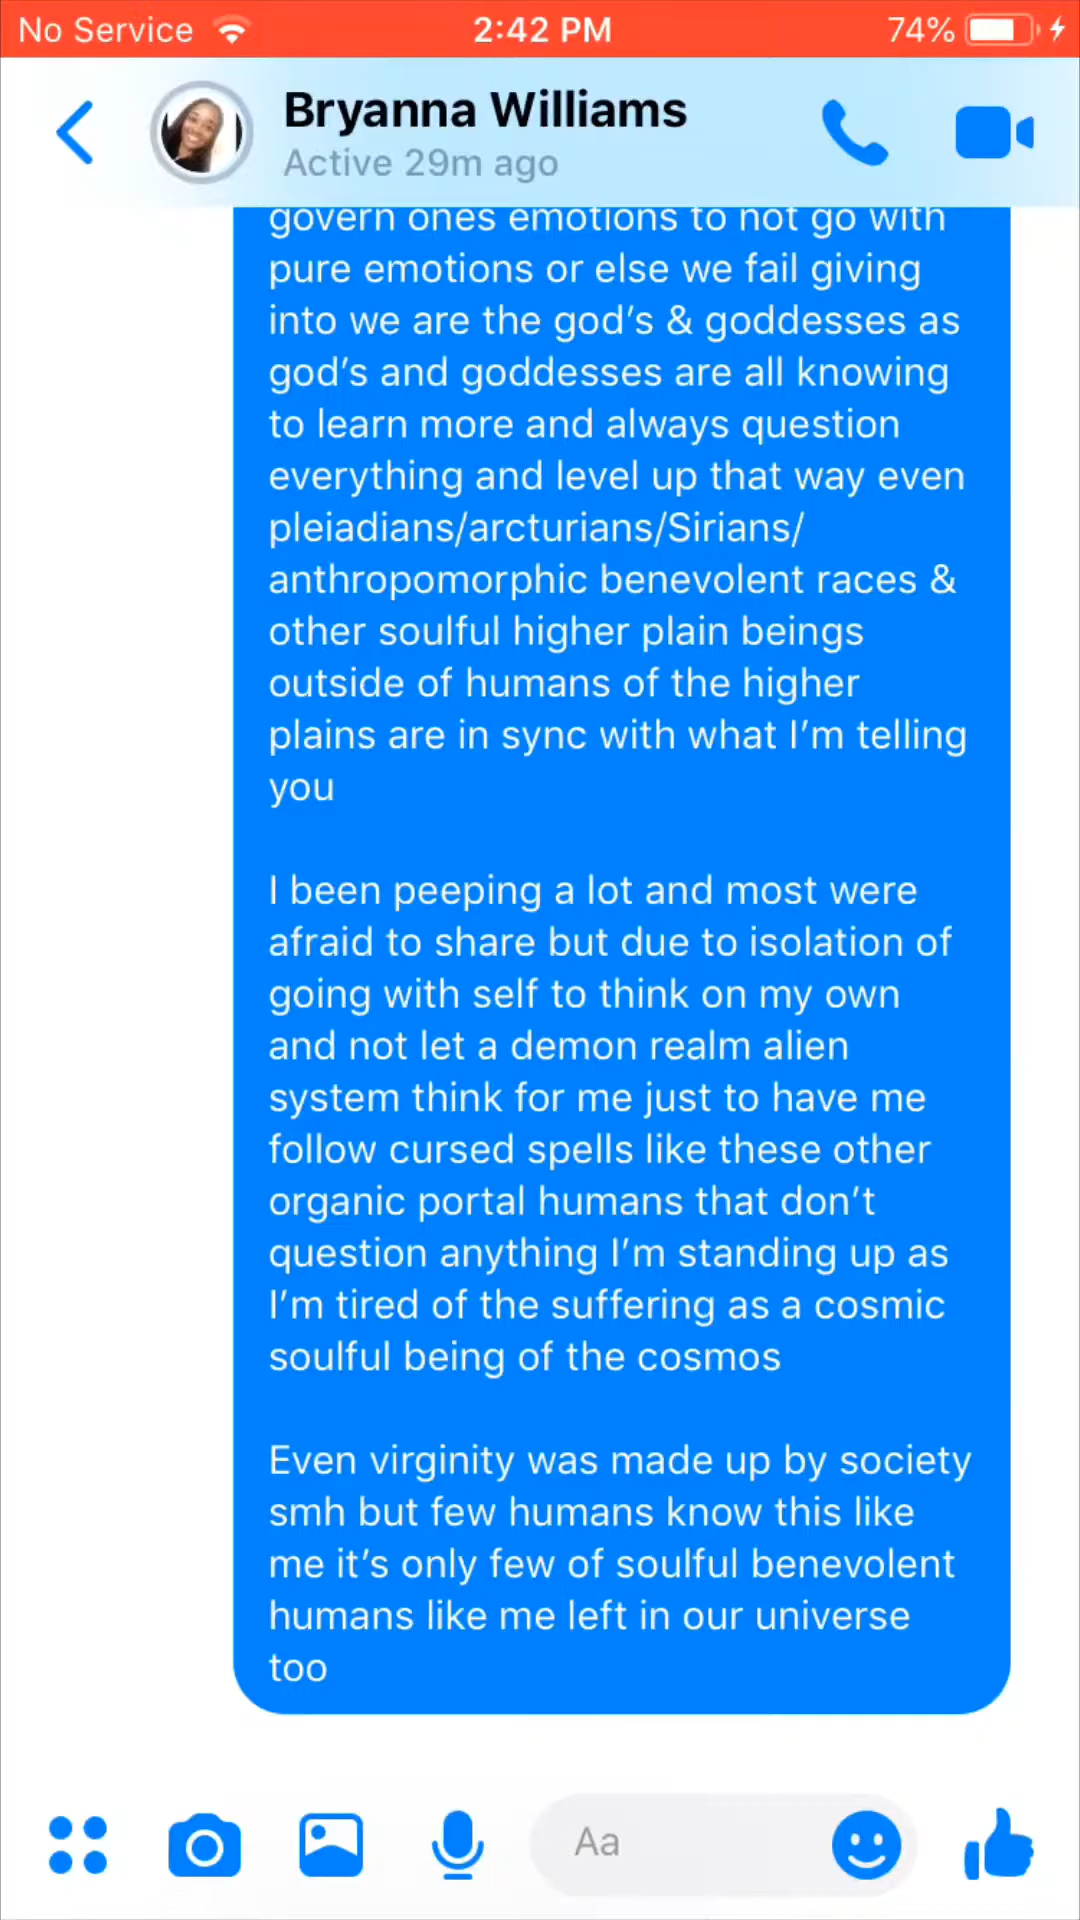 No Service 2:42 PM 74%
Bryanna Williams
Active 29m ago
govern ones emotions to not go with
pure emotions or else we fail giving
into we are the god's & goddesses as
god's and goddesses are all knowing
to learn more and always question
everything and level up that way even
pleiadians/arcturians/Sirians/
anthropomorphic benevolent races &
other soulful higher plain beings
outside of humans of the higher
plains are in sync with what I'm telling
you
I been peeping a lot and most were
afraid to share but due to isolation of
going with self to think on my own
and not let a demon realm alien
system think for me just to have me
follow cursed spells like these other
organic portal humans that don't
question anything I'm standing up as
I'm tired of the suffering as a cosmic
soulful being of the cosmos
Even virginity was made up by society
smh but few humans know this like
me it's only few of soulful benevolent
humans like me left in our universe
too
Aa